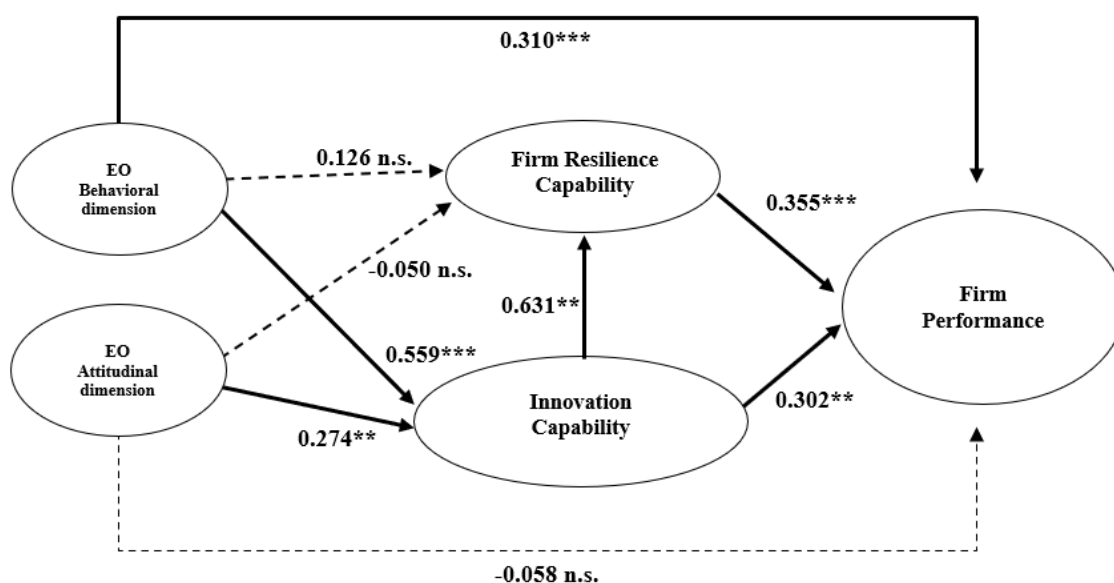 0.310***
EO
Behavioral
dimension
0.126 n.s.
Firm Resilience
Capability
0.355***
-0.050 n.s.
0.631**
Firm
Performance
EO
Attitudinal
dimension
0.559***
0.274**
Innovation
Capability
0.302**
-0.058 n.s.